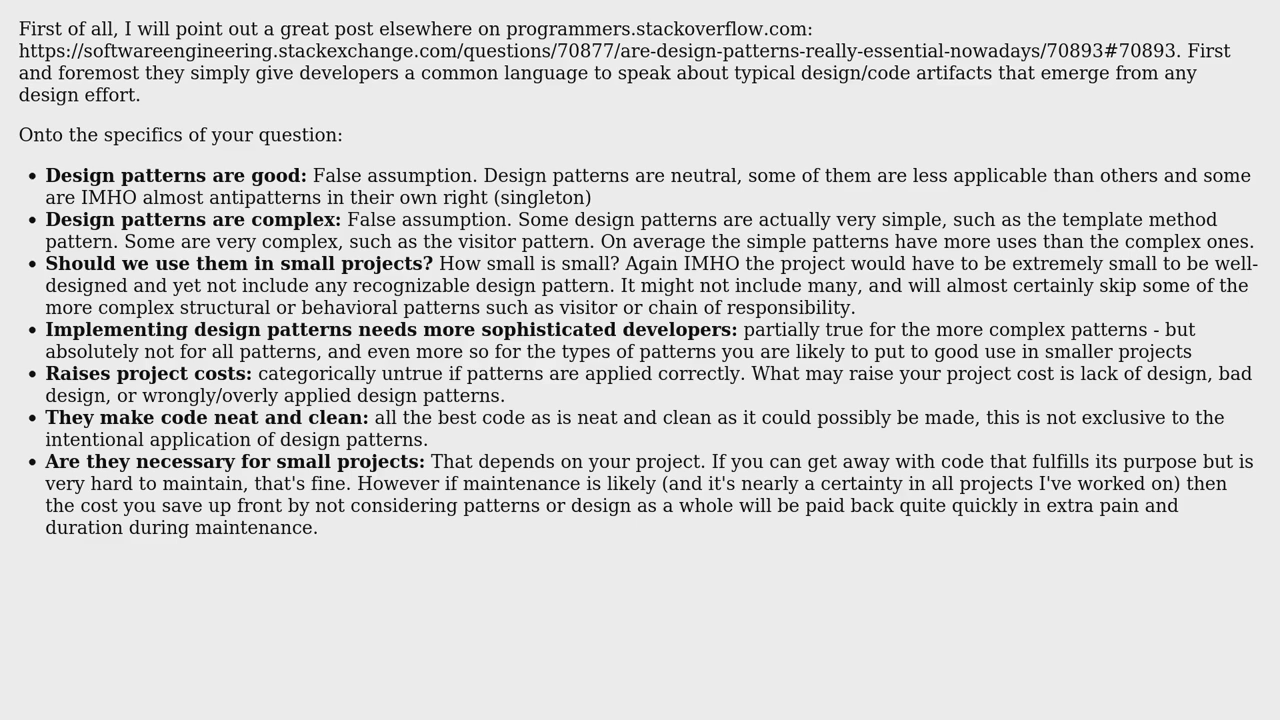 First of all, I will point out a great post elsewhere on programmers.stackoverflow.com:
https://softwareengineering.stackexchange.com/questions/70877/are-design-patterns-really-essential-nowadays/70893#70893. First
and foremost they simply give developers a common language to speak about typical design/code artifacts that emerge from any
design effort.
Onto the specifics of your question:
• Design patterns are good: False assumption. Design patterns are neutral, some of them are less applicable than others and some
are IMHO almost antipatterns in their own right (singleton)
• Design patterns are complex: False assumption. Some design patterns are actually very simple, such as the template method
pattern. Some are very complex, such as the visitor pattern. On average the simple patterns have more uses than the complex ones.
• Should we use them in small projects? How small is small? Again IMHO the project would have to be extremely small to be well-
designed and yet not include any recognizable design pattern. It might not include many, and will almost certainly skip some of the
more complex structural or behavioral patterns such as visitor or chain of responsibility.
• Implementing design patterns needs more sophisticated developers: partially true for the more complex patterns - but
absolutely not for all patterns, and even more so for the types of patterns you are likely to put to good use in smaller projects
• Raises project costs: categorically untrue if patterns are applied correctly. What may raise your project cost is lack of design, bad
design, or wrongly/overly applied design patterns.
• They make code neat and clean: all the best code as is neat and clean as it could possibly be made, this is not exclusive to the
intentional application of design patterns.
• Are they necessary for small projects: That depends on your project. If you can get away with code that fulfills its purpose but is
very hard to maintain, that's fine. However if maintenance is likely (and it's nearly a certainty in all projects I've worked on) then
the cost you save up front by not considering patterns or design as a whole will be paid back quite quickly in extra pain and
duration during maintenance.